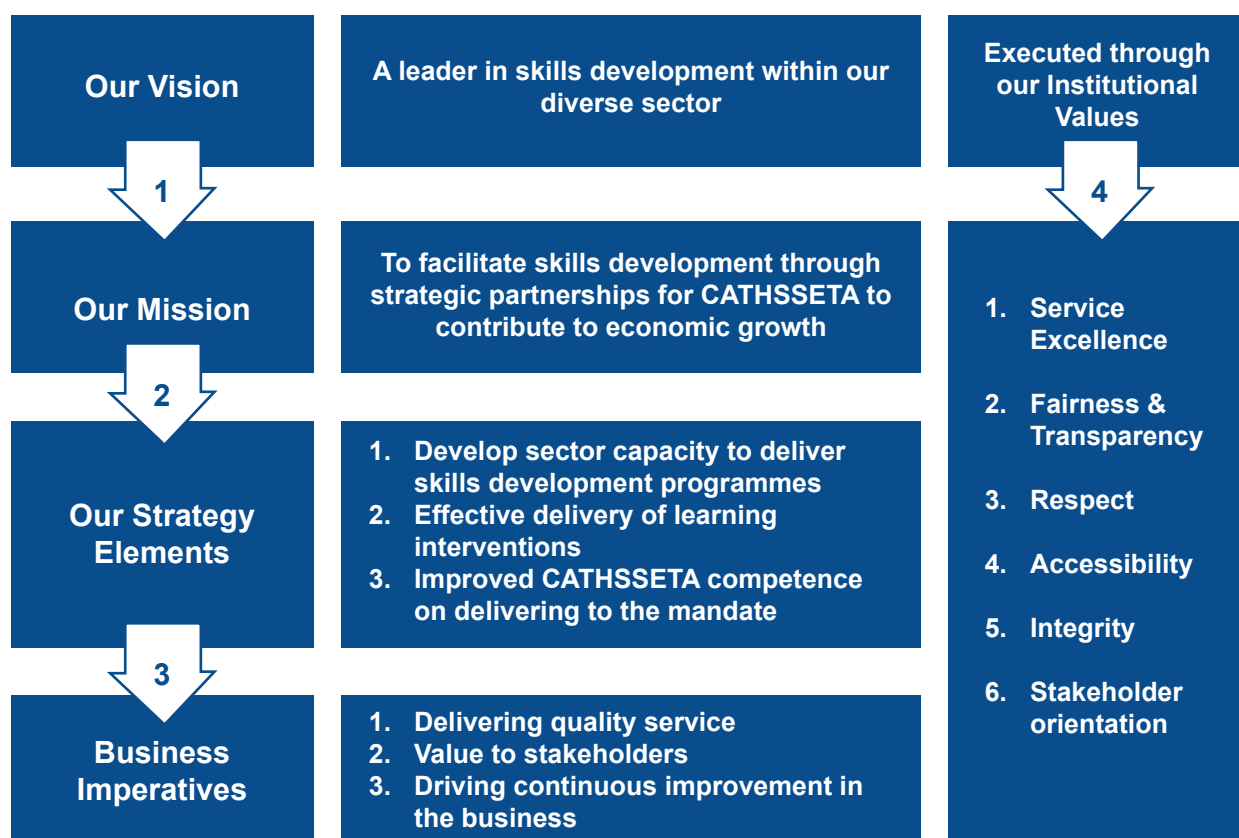 Our Vision
A leader in skills development within our
diverse sector
1
Our Mission
To facilitate skills development through
strategic partnerships for CATHSSETA to
contribute to economic growth
2
Our Strategy
Elements
1. Develop sector capacity to deliver
skills development programmes
2. Effective delivery of learning
interventions
3. Improved CATHSSETA competence
on delivering to the mandate
3
Business
Imperatives
1. Delivering quality service
2. Value to stakeholders
3. Driving continuous improvement in
the business
Executed through
our Institutional
Values
4
1. Service
Excellence
2. Fairness &
Transparency
3. Respect
4. Accessibility
5. Integrity
6. Stakeholder
orientation